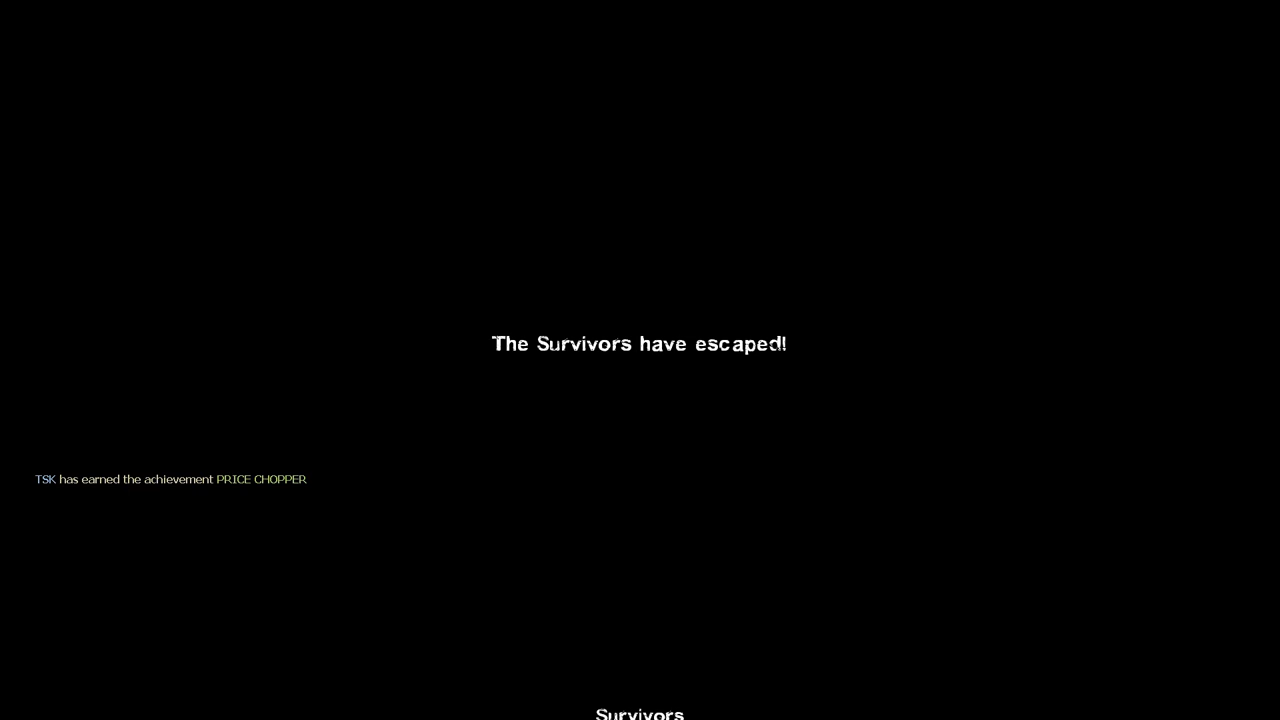 The Survivors have escaped!
TSK has earned the achievement PRICE CHOPPER
Survivors